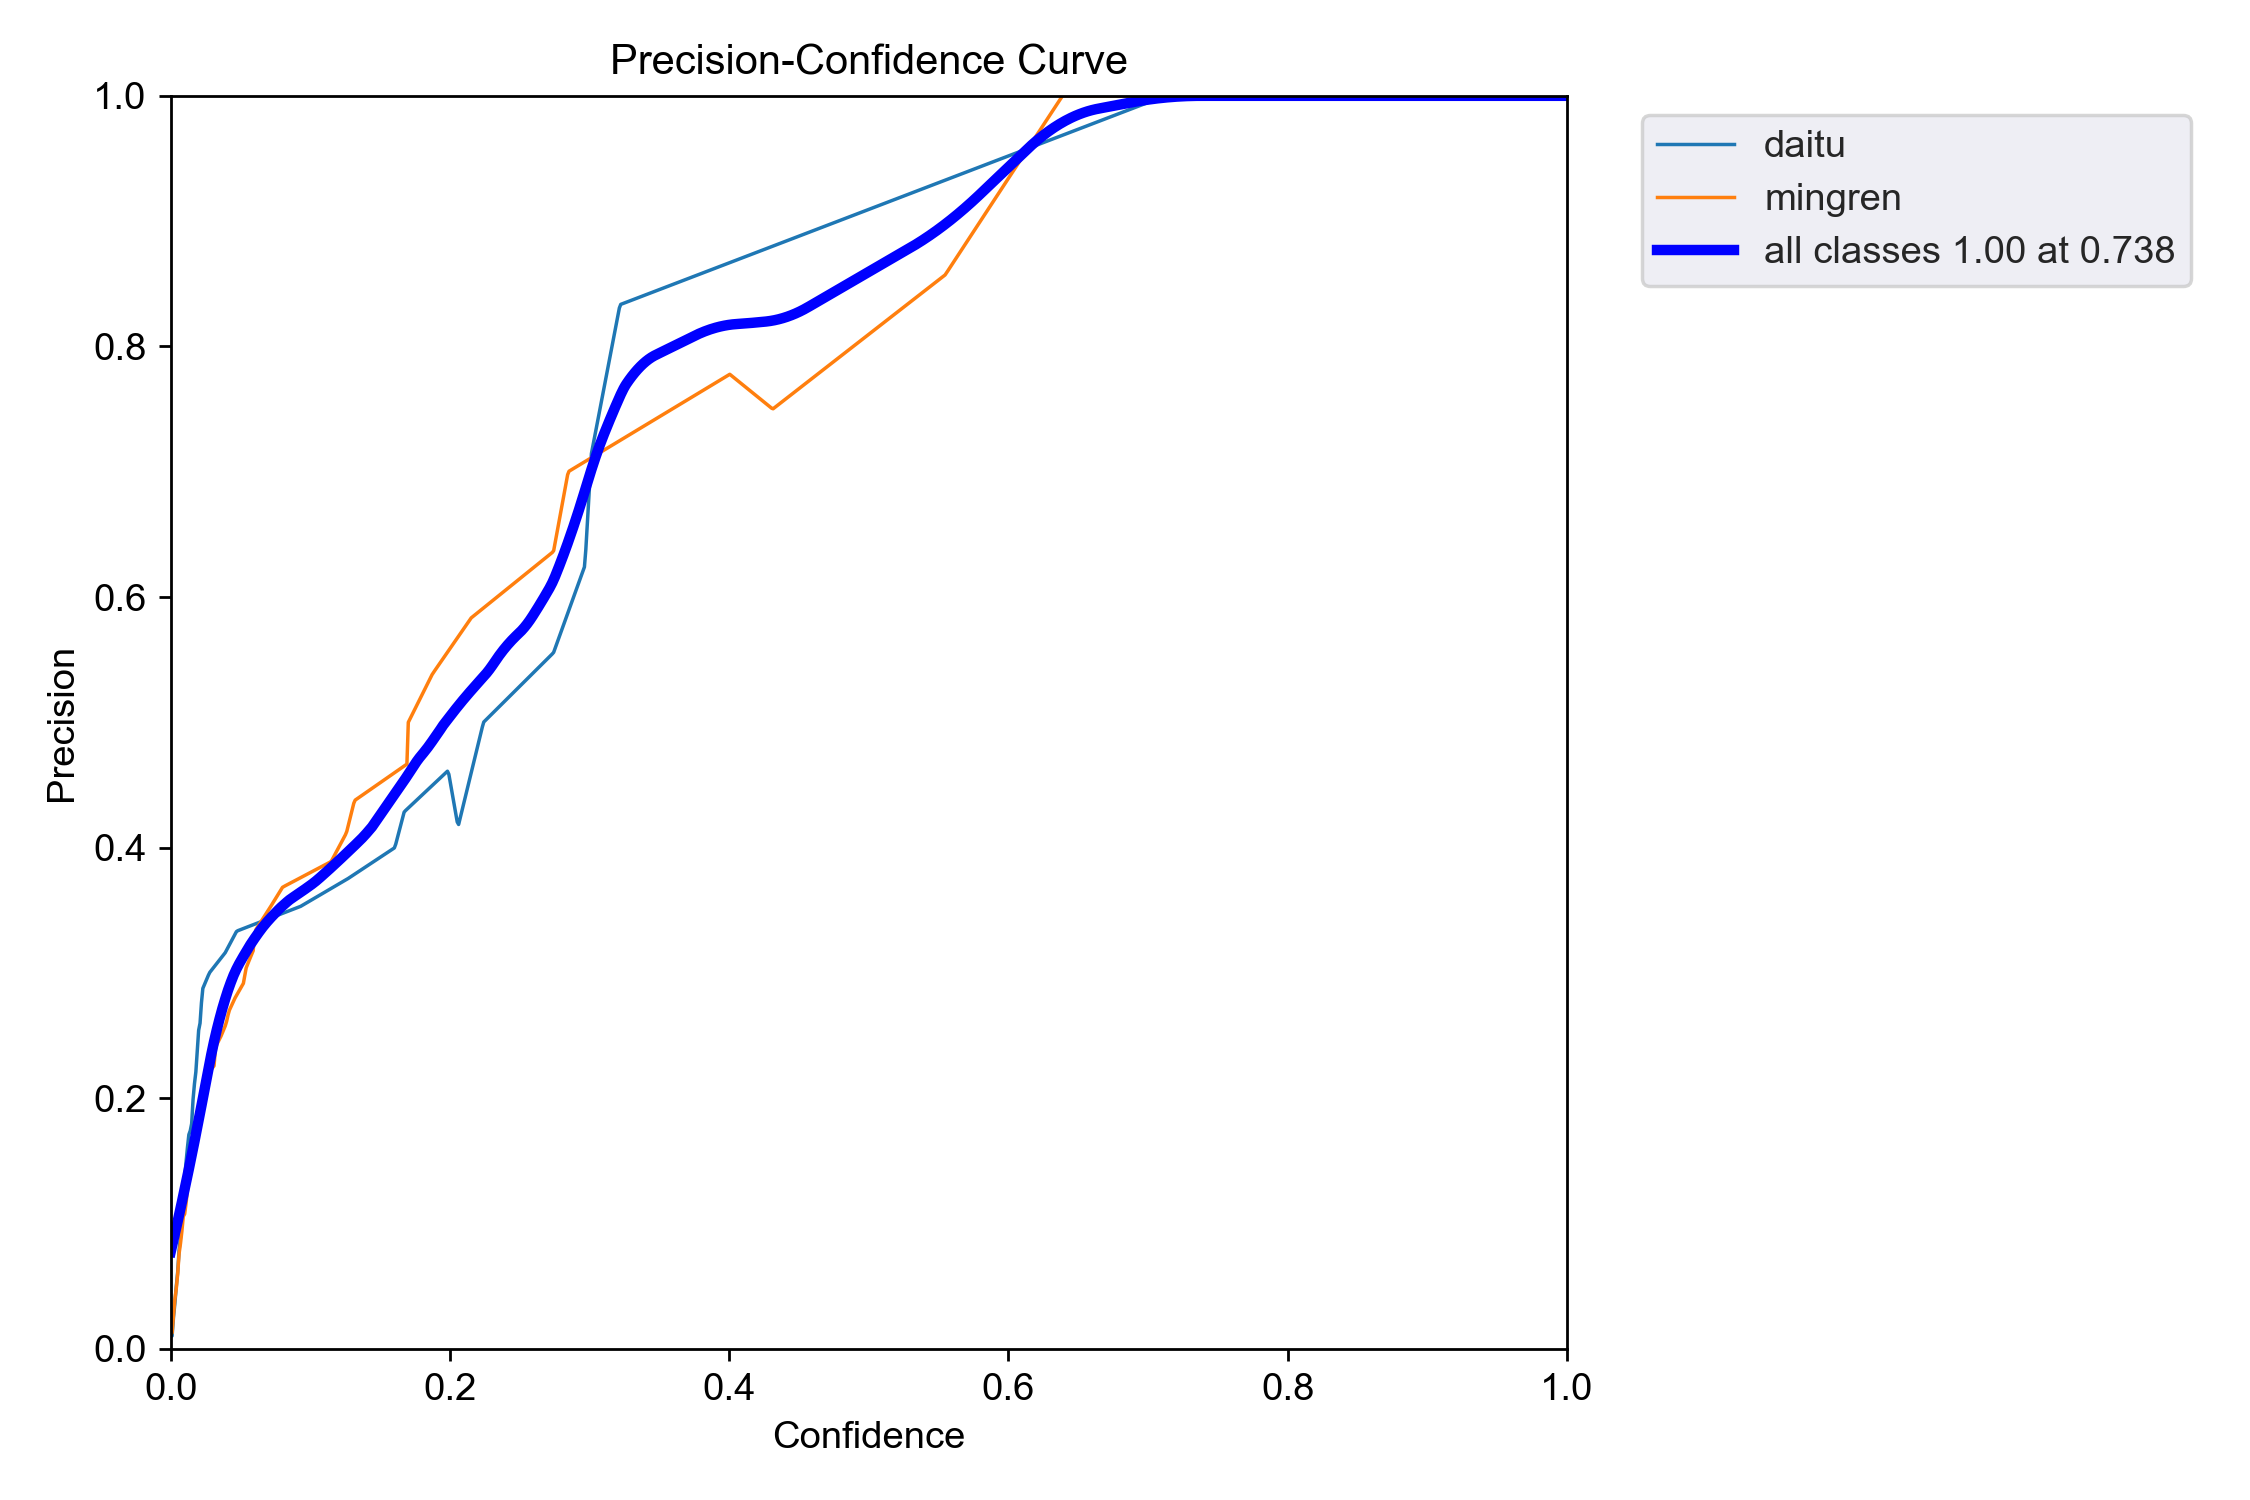 Precision-Confidence Curve
1.0
0.8
0.6
0.4
0.2
0.0
Precision
0.0 0.2 0.4 0.6 0.8 1.0
Confidence
daitu
mingren
all classes 1.00 at 0.738